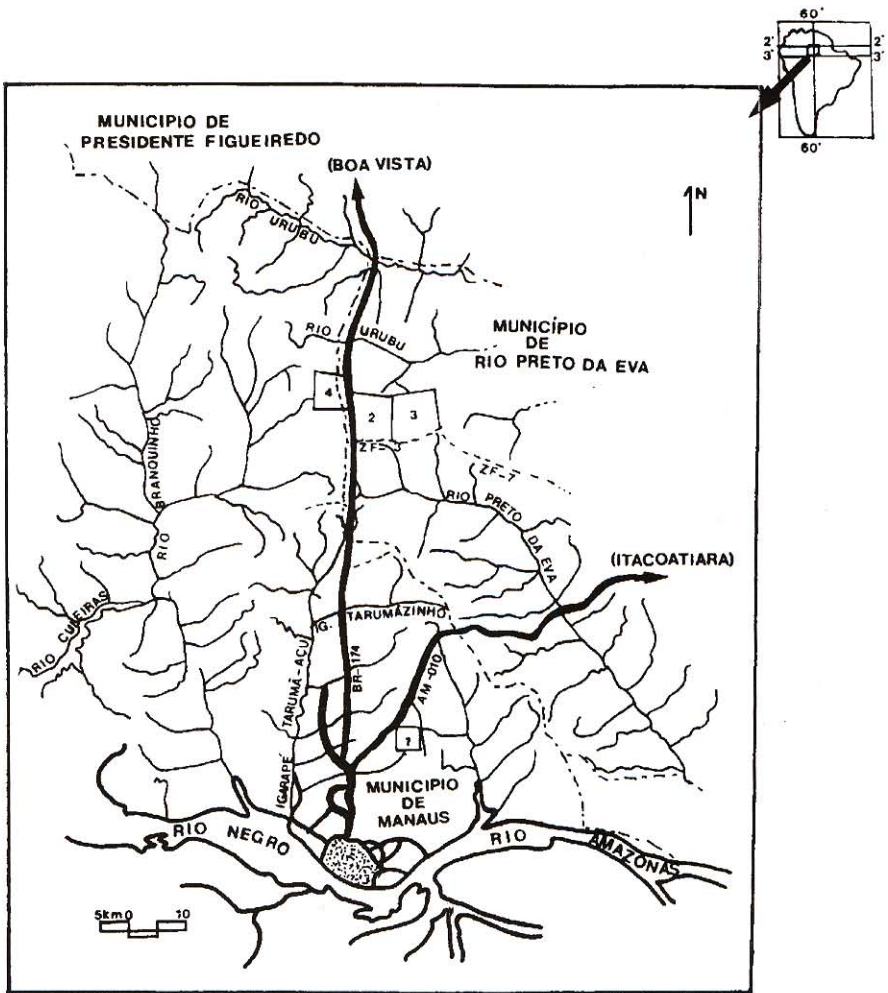 60°
2°
2°
3°
3°
60°
MUNICIPIO DE
PRESIDENTE FIGUEIREDO
(BOA VISTA)
N
RIO URUBU
RIO URUBU
MUNICÍPIO
DE
RIO PRETO DA EVA
4
2
3
ZF-
ZF-7
BRANQUINHO
RIO
RIO PRETO DA EVA
(ITACOATIARA)
IG. TARUMÃZINHO
RIO CUIEIRAS
IGARAPE TARUMÃ-AÇU
BR-174
AM-010
1
MUNICIPIO
DE
MANAUS
RIO NEGRO
RIO AMAZONAS
5km 0 10